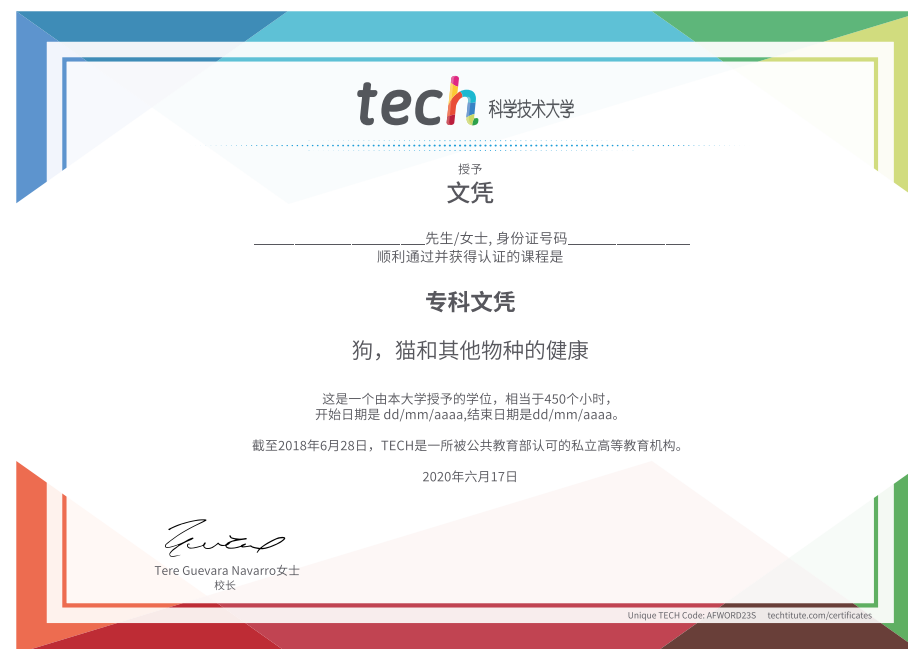 tech 科学技术大学
授予
文凭
先生/女士, 身份证号码
顺利通过并获得认证的课程是
专科文凭
狗，猫和其他物种的健康
这是一个由本大学授予的学位，相当于450个小时，
开始日期是 dd/mm/aaaa,结束日期是dd/mm/aaaa。
截至2018年6月28日，TECH是一所被公共教育部认可的私立高等教育机构。
2020年六月17日
Tere Guevara Navarro女士
校长
Unique TECH Code: AFWORD23S techtitute.com/certificates